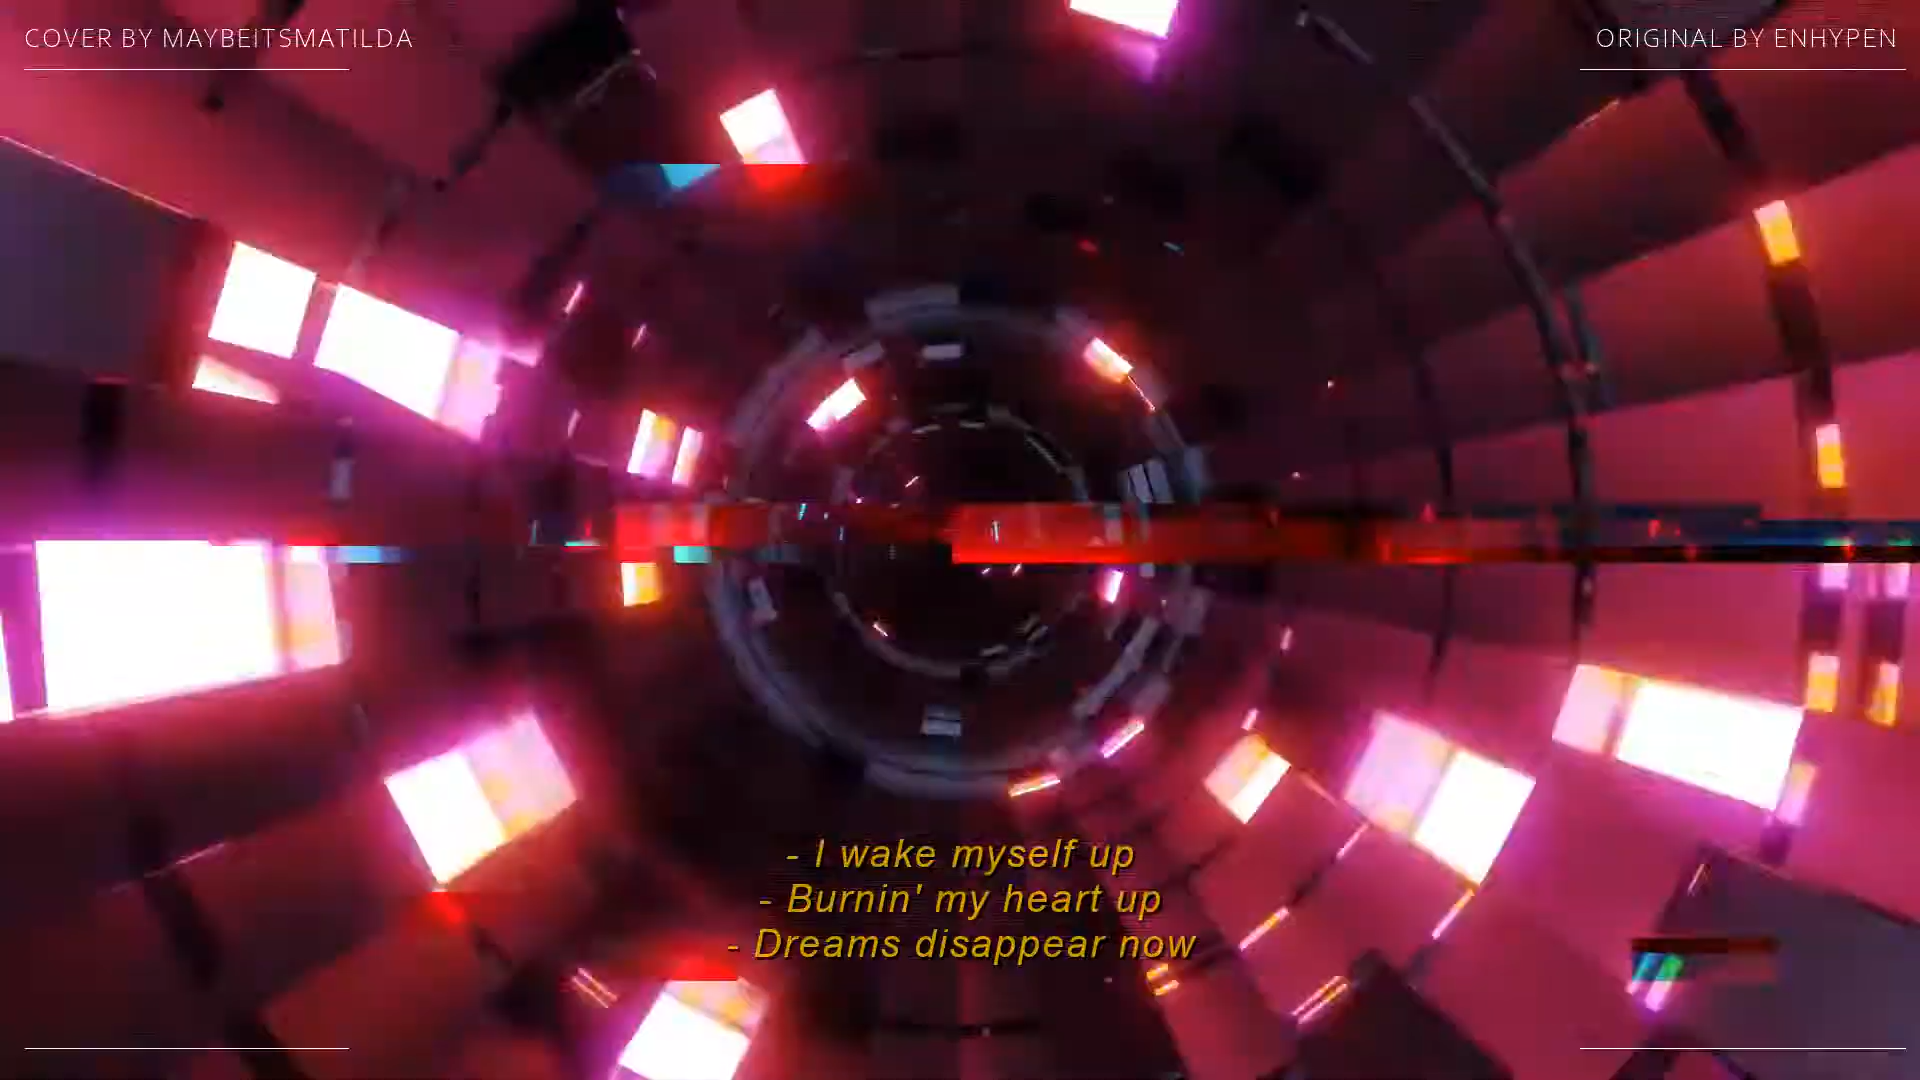 COVER BY MAYBEITSMATILDA
ORIGINAL BY ENHYPEN
- I wake myself up
- Burnin' my heart up
- Dreams disappear now